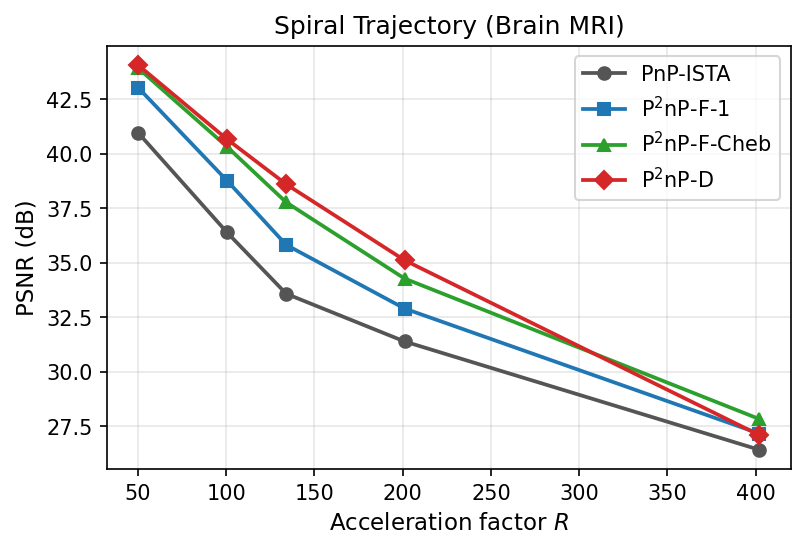 Spiral Trajectory (Brain MRI)
PnP-ISTA
P²nP-F-1
P²nP-F-Cheb
P²nP-D
PSNR (dB)
42.5
40.0
37.5
35.0
32.5
30.0
27.5
50 100 150 200 250 300 350 400
Acceleration factor R